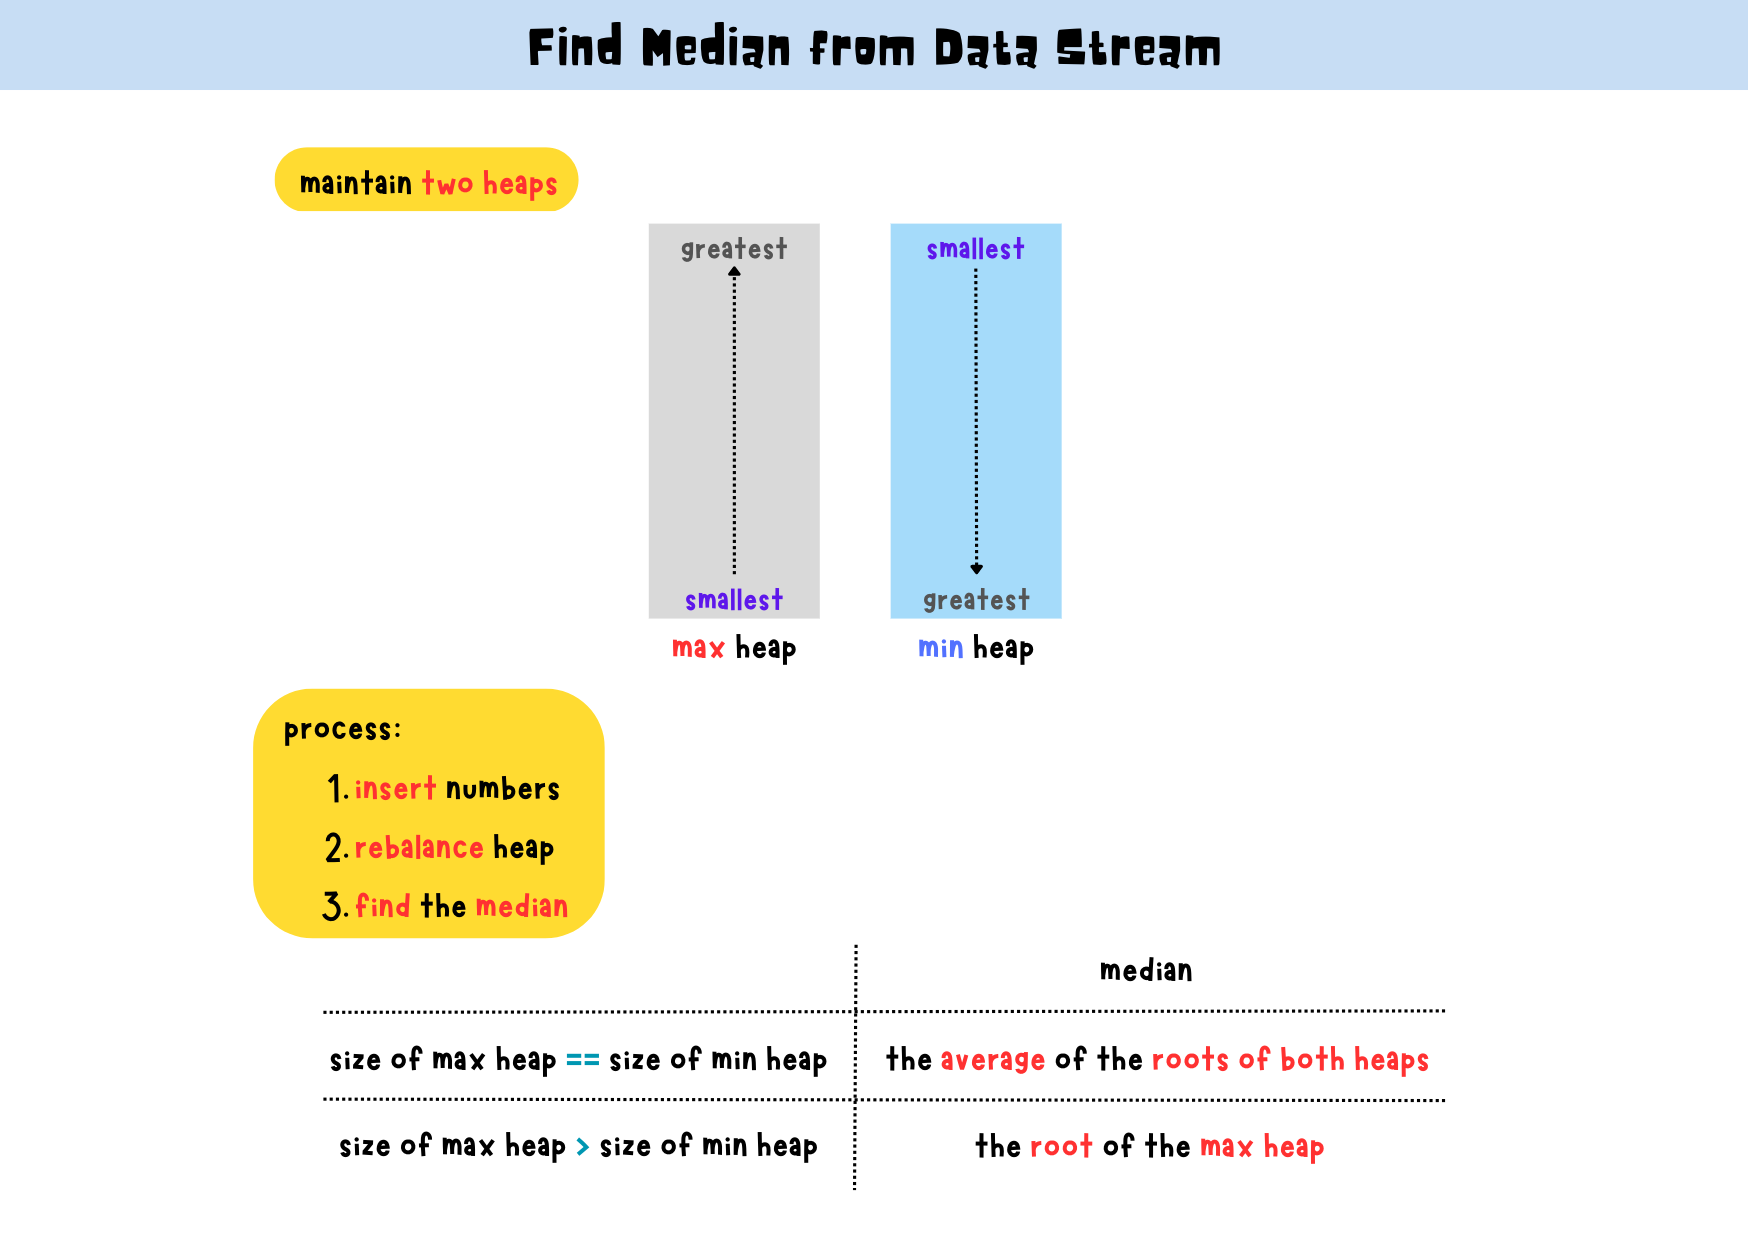 Find Median from Data Stream
maintain two heaps
greatest
smallest
max heap
smallest
greatest
min heap
process:
1. insert numbers
2. rebalance heap
3. find the median
median
size of max heap == size of min heap
the average of the roots of both heaps
size of max heap > size of min heap
the root of the max heap